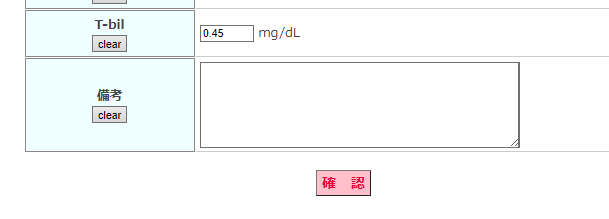 T-bil
clear
0.45 mg/dL
備考
clear
確　認